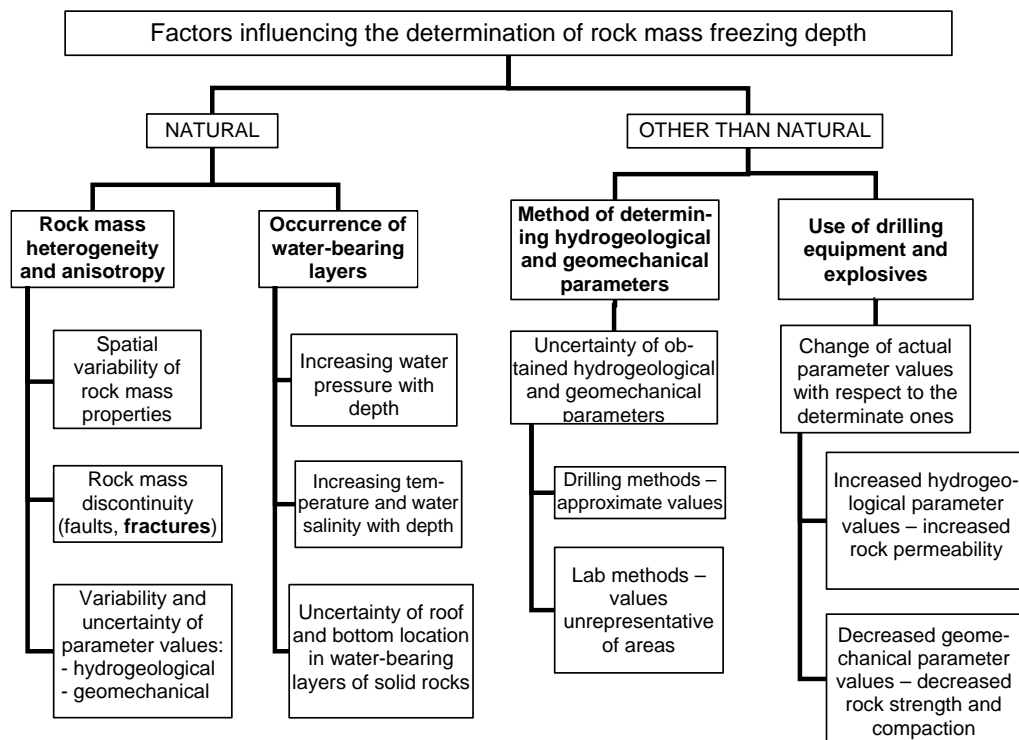 Factors influencing the determination of rock mass freezing depth
NATURAL
OTHER THAN NATURAL
Rock mass
heterogeneity
and anisotropy
Occurrence of
water-bearing
layers
Method of determin-
ing hydrogeological
and geomechanical
parameters
Use of drilling
equipment and
explosives
Spatial
variability of
rock mass
properties
Rock mass
discontinuity
(faults, fractures)
Variability and
uncertainty of
parameter values:
- hydrogeological
- geomechanical
Increasing water
pressure with
depth
Increasing tem-
perature and water
salinity with depth
Uncertainty of roof
and bottom location
in water-bearing
layers of solid rocks
Uncertainty of ob-
tained hydrogeological
and geomechanical
parameters
Drilling methods –
approximate values
Lab methods –
values
unrepresentative
of areas
Change of actual
parameter values
with respect to the
determinate ones
Increased hydrogeo-
logical parameter
values – increased
rock permeability
Decreased geome-
chanical parameter
values – decreased
rock strength and
compaction